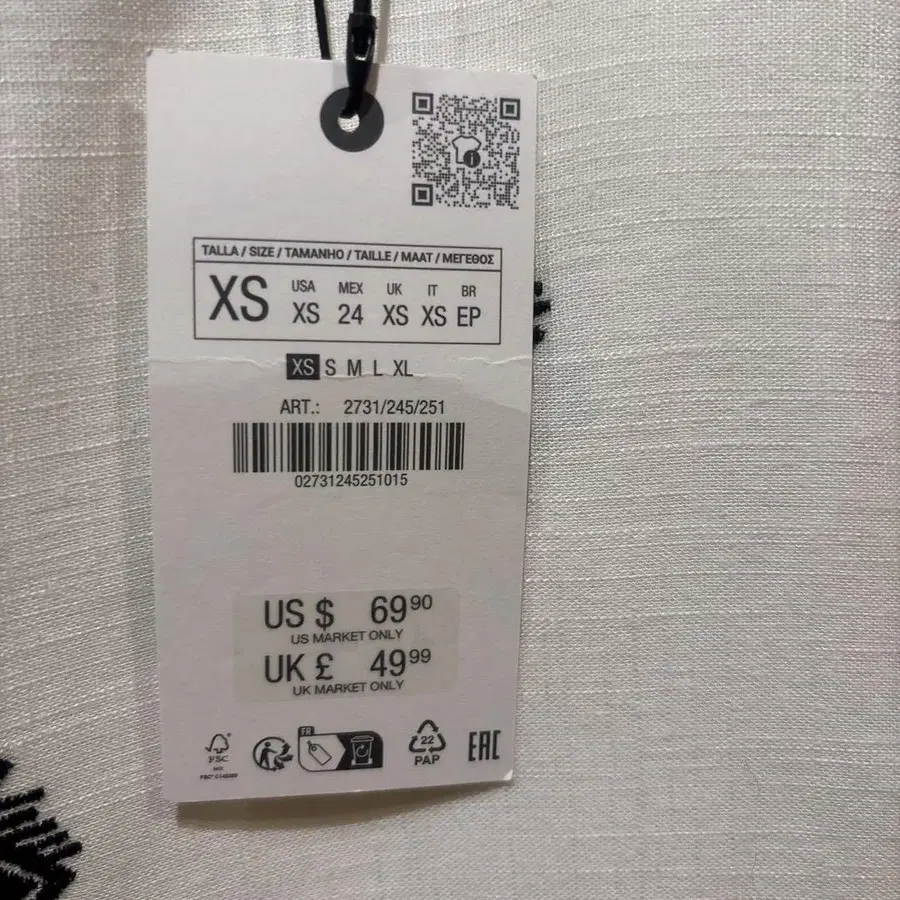 TALLA / SIZE / TAMANHO / TAILLE / MAAT / ΜΕΓΕΘΟΣ
XS
USA MEX UK IT BR
XS 24 XS XS EP
XS S M L XL
ART.: 2731/245/251
02731245251015
US $ 69 90
US MARKET ONLY
UK £ 49 99
UK MARKET ONLY
FR
FSC
MIX
22
PAP
EAC